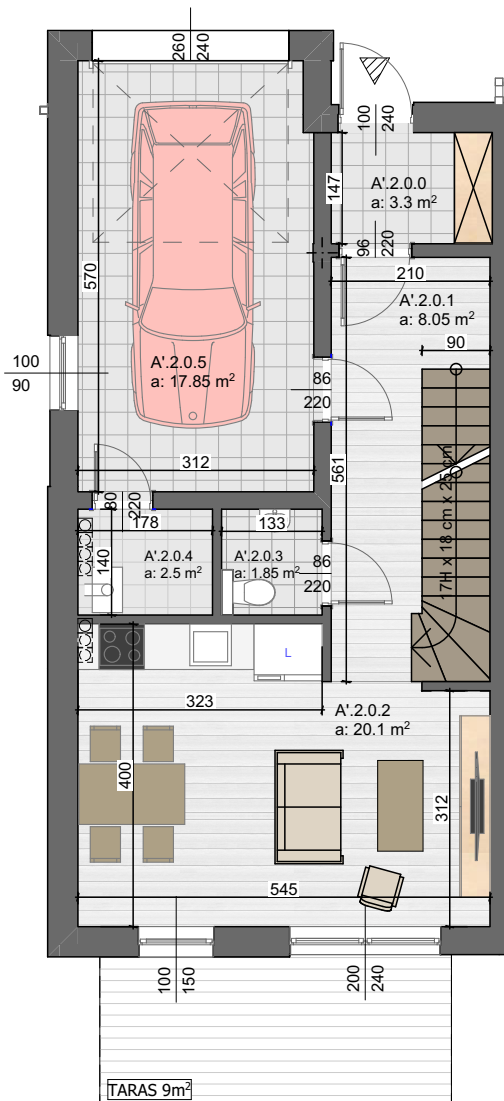 260
240
100
240
A'.2.0.0
a: 3.3 m²
147
96
220
210
A'.2.0.1
a: 8.05 m²
90
570
100
90
A'.2.0.5
a: 17.85 m²
86
220
312
561
17H x 18 cm x 25 cm
80
220
178
133
A'.2.0.4
a: 2.5 m²
A'.2.0.3
a: 1.85 m²
86
220
140
L
323
A'.2.0.2
a: 20.1 m²
400
312
545
100
150
200
240
TARAS 9m²